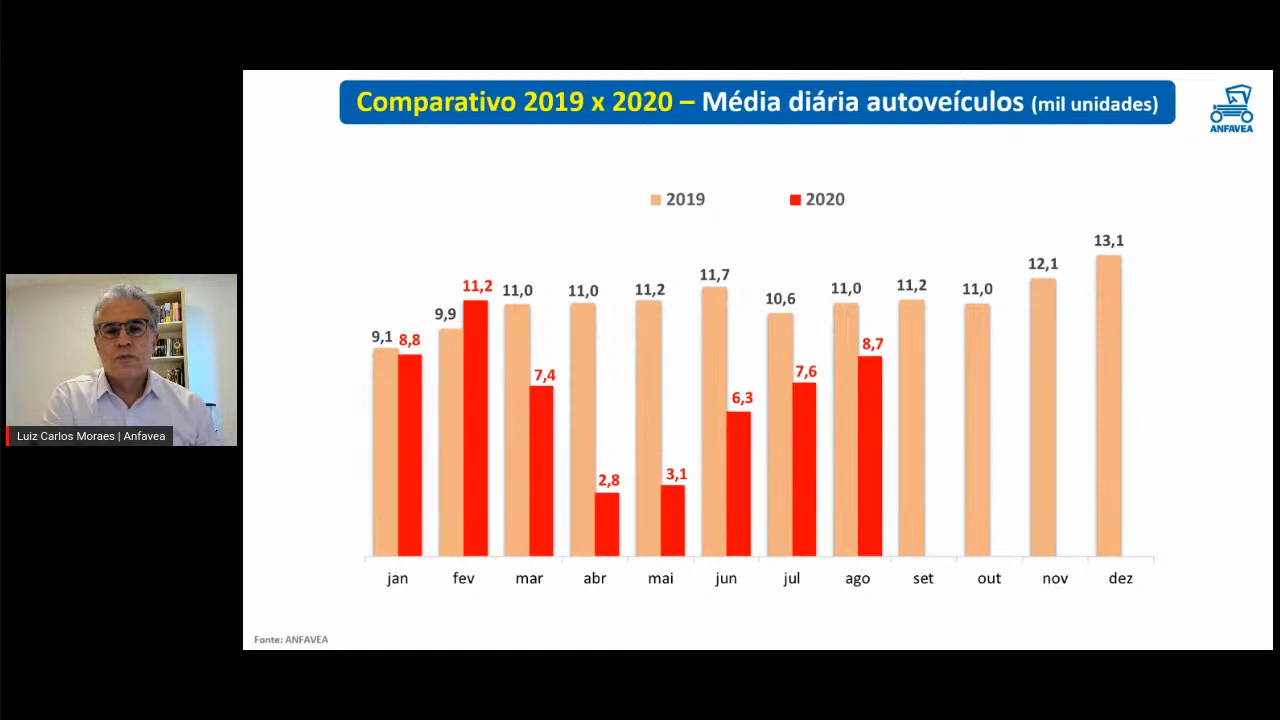 Comparativo 2019 x 2020 – Média diária autoveículos (mil unidades)
ANFAVEA
2019 2020
9,1 8,8 9,9 11,2 11,0 7,4 11,0 2,8 11,2 3,1 11,7 6,3 10,6 7,6 11,0 8,7 11,2 11,0 12,1 13,1
jan fev mar abr mai jun jul ago set out nov dez
Fonte: ANFAVEA
Luiz Carlos Moraes | Anfavea